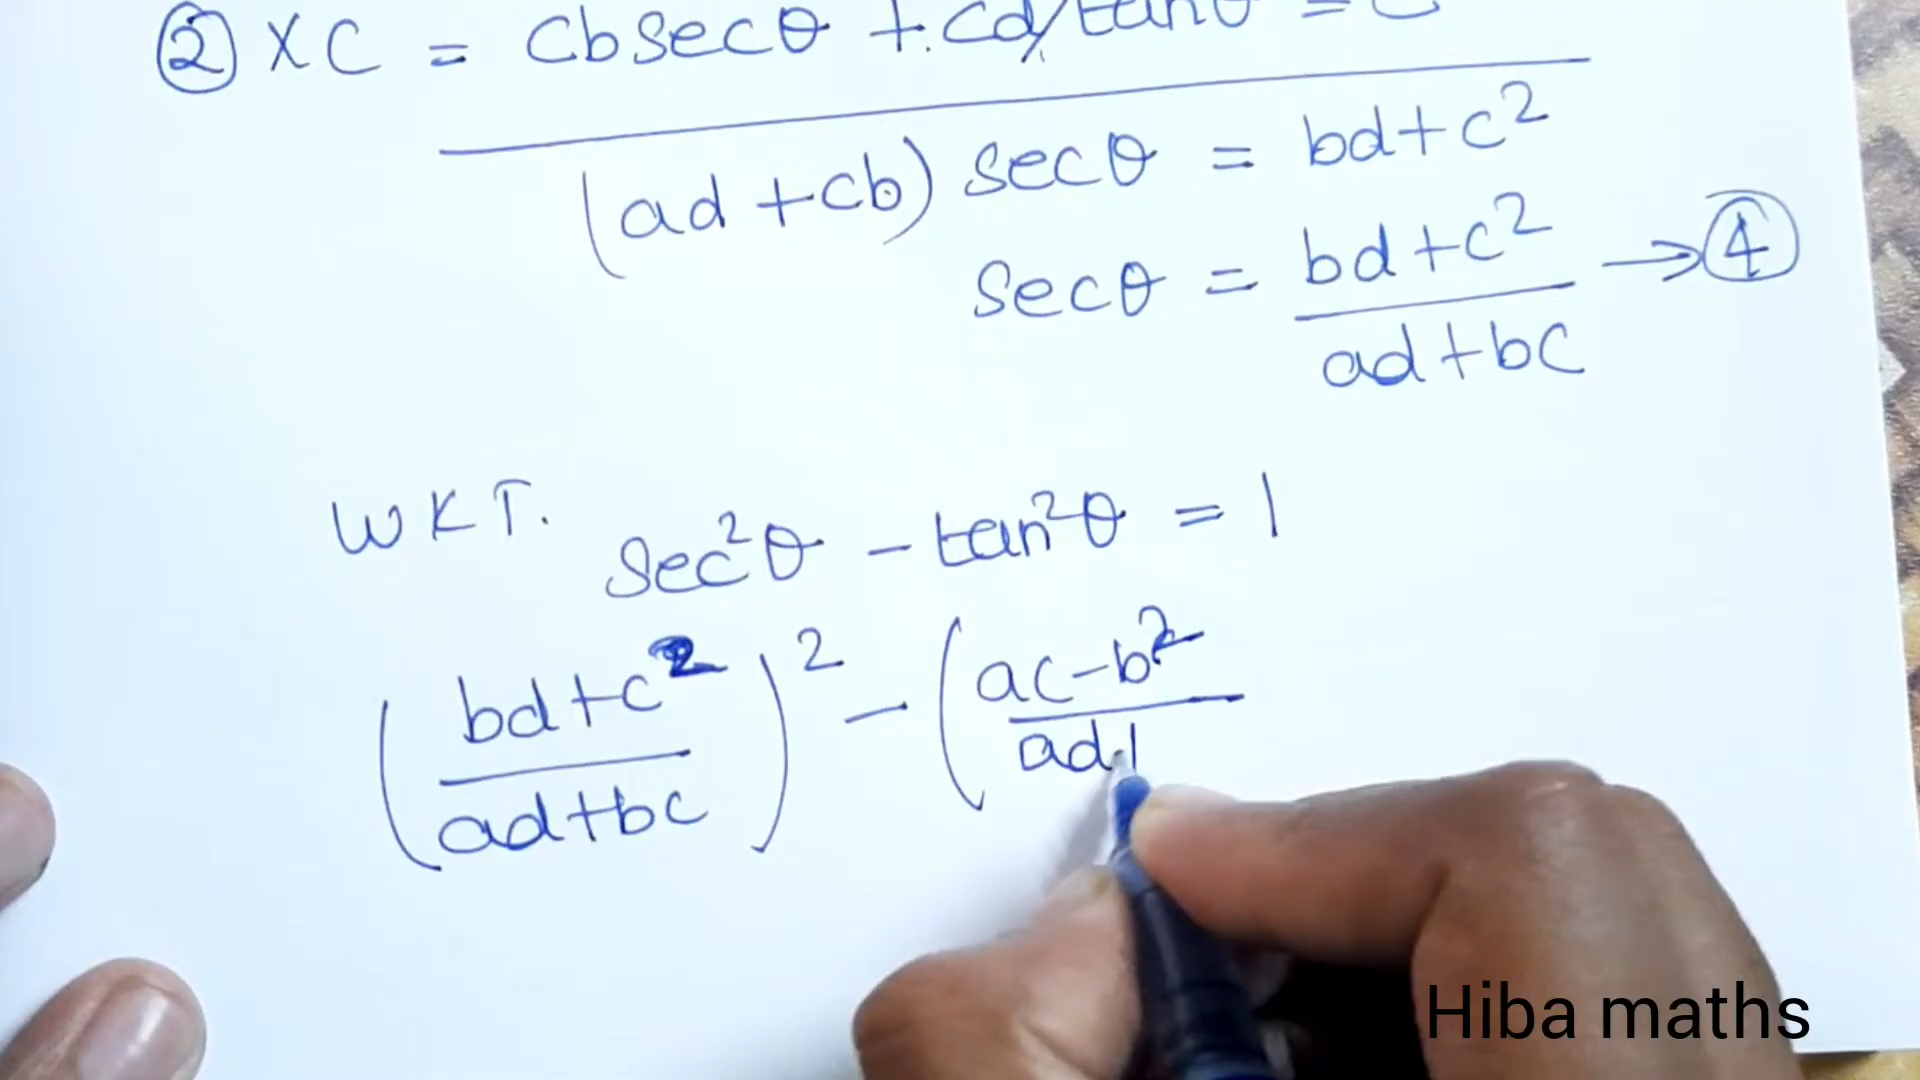 ② X C = cb secθ + cd tanθ =
(ad + cb) secθ = bd + c²
secθ = bd + c² / ad + bc → ④
WKT. sec²θ - tan²θ = 1
(bd + c² / ad + bc)² - (ac - b² / ad
Hiba maths